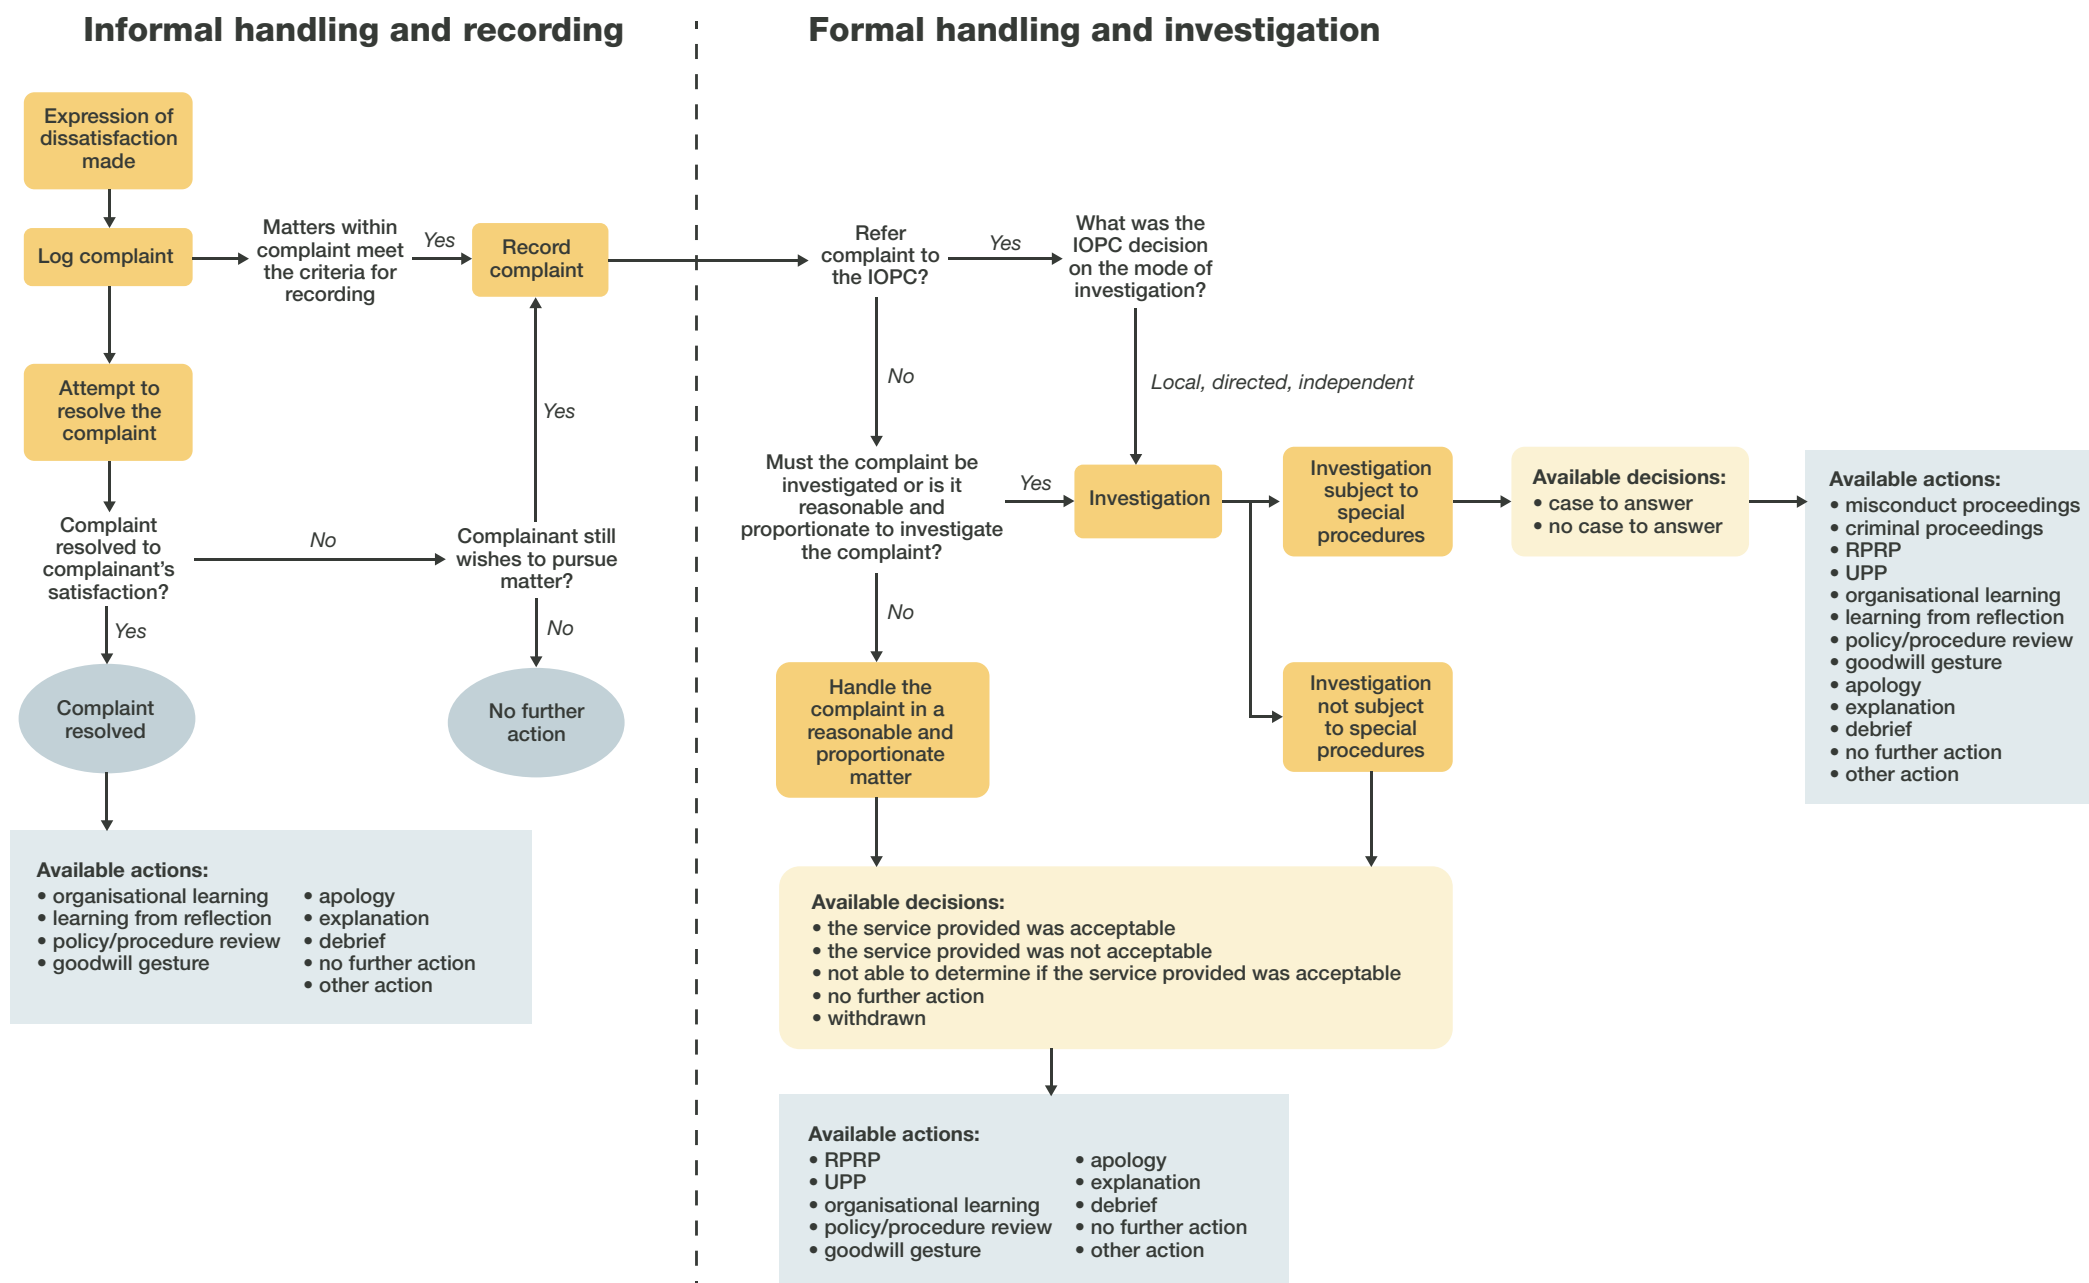 Informal handling and recording
Formal handling and investigation
Expression of
dissatisfaction
made
Log complaint
Matters within
complaint meet
the criteria for
recording
Yes
Record
complaint
Attempt to
resolve the
complaint
Yes
Complaint
resolved to
complainant's
satisfaction?
No
Complainant still
wishes to pursue
matter?
Yes
No
Complaint
resolved
No further
action
Available actions:
• organisational learning
• learning from reflection
• policy/procedure review
• goodwill gesture
• apology
• explanation
• debrief
• no further action
• other action
Refer
complaint to
the IOPC?
Yes
What was the
IOPC decision
on the mode of
investigation?
No
Local, directed, independent
Must the complaint be
investigated or is it
reasonable and
proportionate to investigate
the complaint?
Yes
Investigation
Investigation
subject to
special
procedures
Available decisions:
• case to answer
• no case to answer
Available actions:
• misconduct proceedings
• criminal proceedings
• RPRP
• UPP
• organisational learning
• learning from reflection
• policy/procedure review
• goodwill gesture
• apology
• explanation
• debrief
• no further action
• other action
No
Handle the
complaint in a
reasonable and
proportionate
matter
Investigation
not subject
to special
procedures
Available decisions:
• the service provided was acceptable
• the service provided was not acceptable
• not able to determine if the service provided was acceptable
• no further action
• withdrawn
Available actions:
• RPRP
• UPP
• organisational learning
• policy/procedure review
• goodwill gesture
• apology
• explanation
• debrief
• no further action
• other action